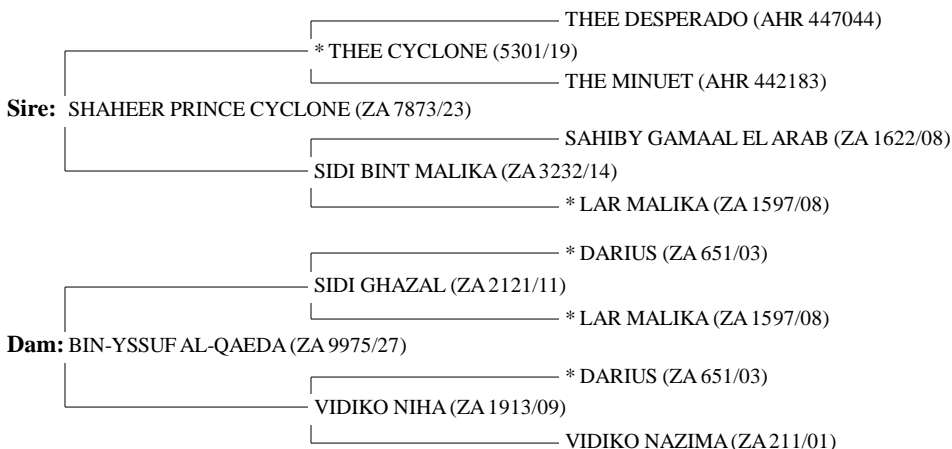 THEE DESPERADO (AHR 447044)
* THEE CYCLONE (5301/19)
THE MINUET (AHR 442183)
Sire: SHAHEER PRINCE CYCLONE (ZA 7873/23)
SAHIBY GAMAAL EL ARAB (ZA 1622/08)
SIDI BINT MALIKA (ZA 3232/14)
* LAR MALIKA (ZA 1597/08)
* DARIUS (ZA 651/03)
SIDI GHAZAL (ZA 2121/11)
* LAR MALIKA (ZA 1597/08)
Dam: BIN-YSSUF AL-QAEDA (ZA 9975/27)
* DARIUS (ZA 651/03)
VIDIKO NIHA (ZA 1913/09)
VIDIKO NAZIMA (ZA 211/01)